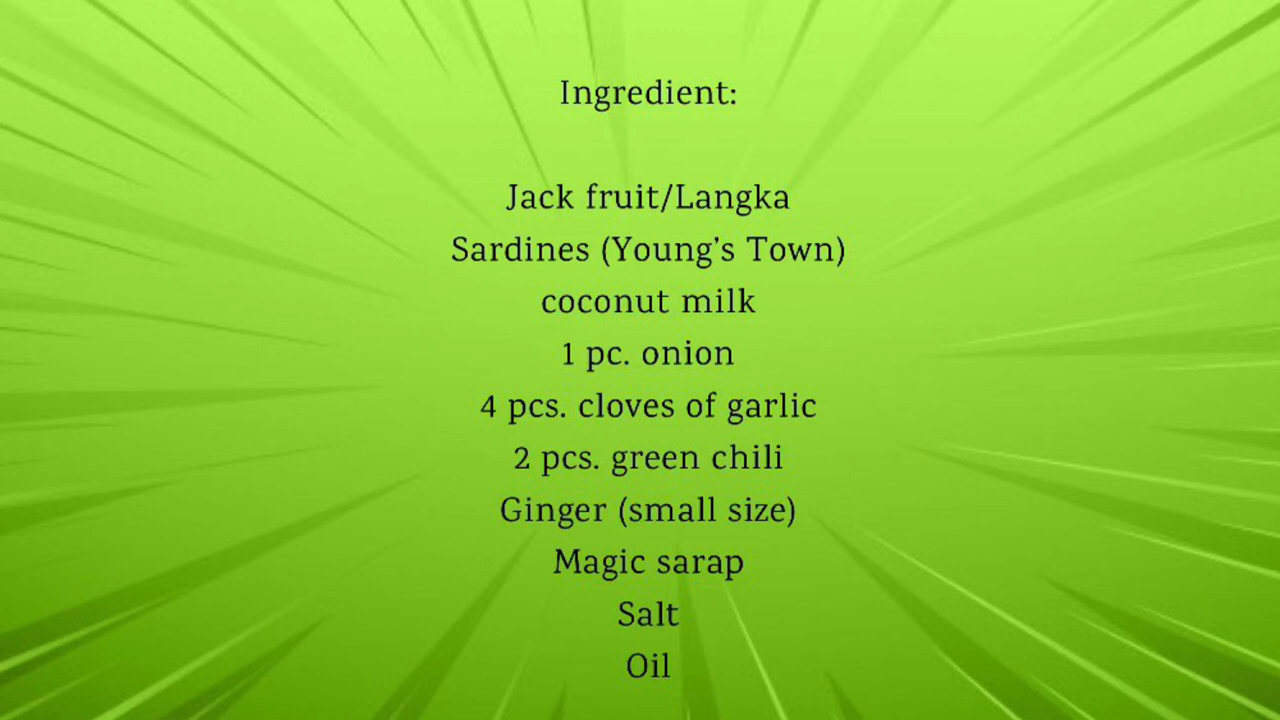 Ingredient:
Jack fruit/Langka
Sardines (Young's Town)
coconut milk
1 pc. onion
4 pcs. cloves of garlic
2 pcs. green chili
Ginger (small size)
Magic sarap
Salt
Oil